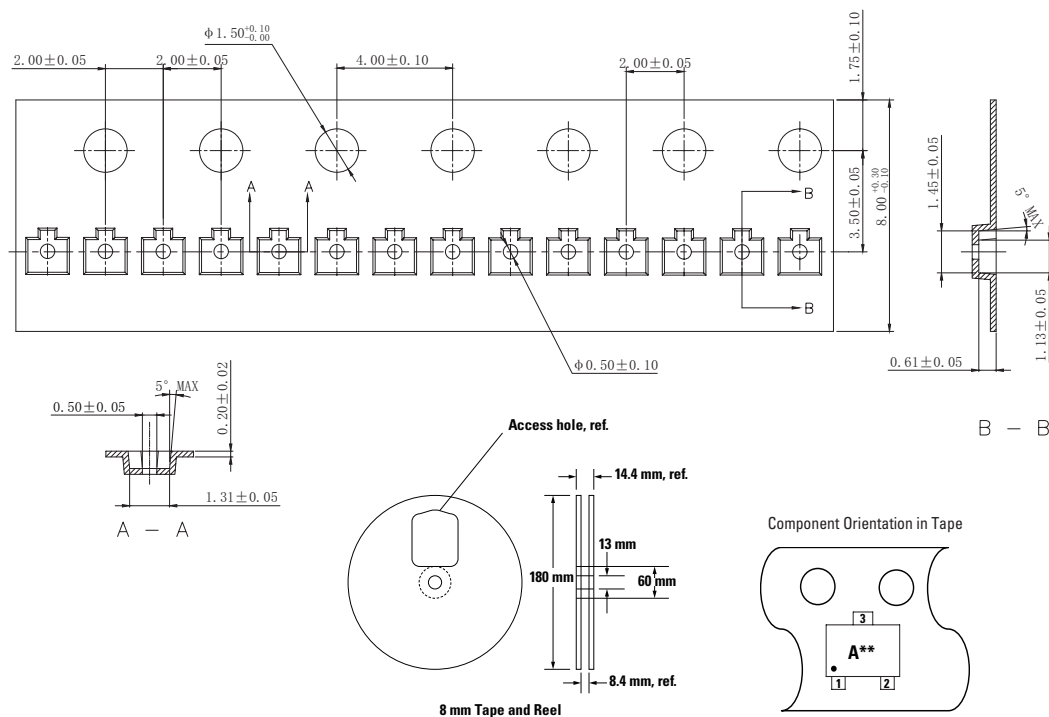 φ1.50 +0.10 -0.00
2.00±0.05
2.00±0.05
4.00±0.10
2.00±0.05
1.75±0.10
A
A
B
B
3.50±0.05
8.00 +0.30 -0.10
1.45±0.05
5° MAX
1.13±0.05
0.61±0.05
φ0.50±0.10
B – B
5° MAX
0.50±0.05
0.20±0.02
1.31±0.05
A – A
Access hole, ref.
14.4 mm, ref.
13 mm
180 mm
60 mm
8.4 mm, ref.
8 mm Tape and Reel
Component Orientation in Tape
3
A**
1
2